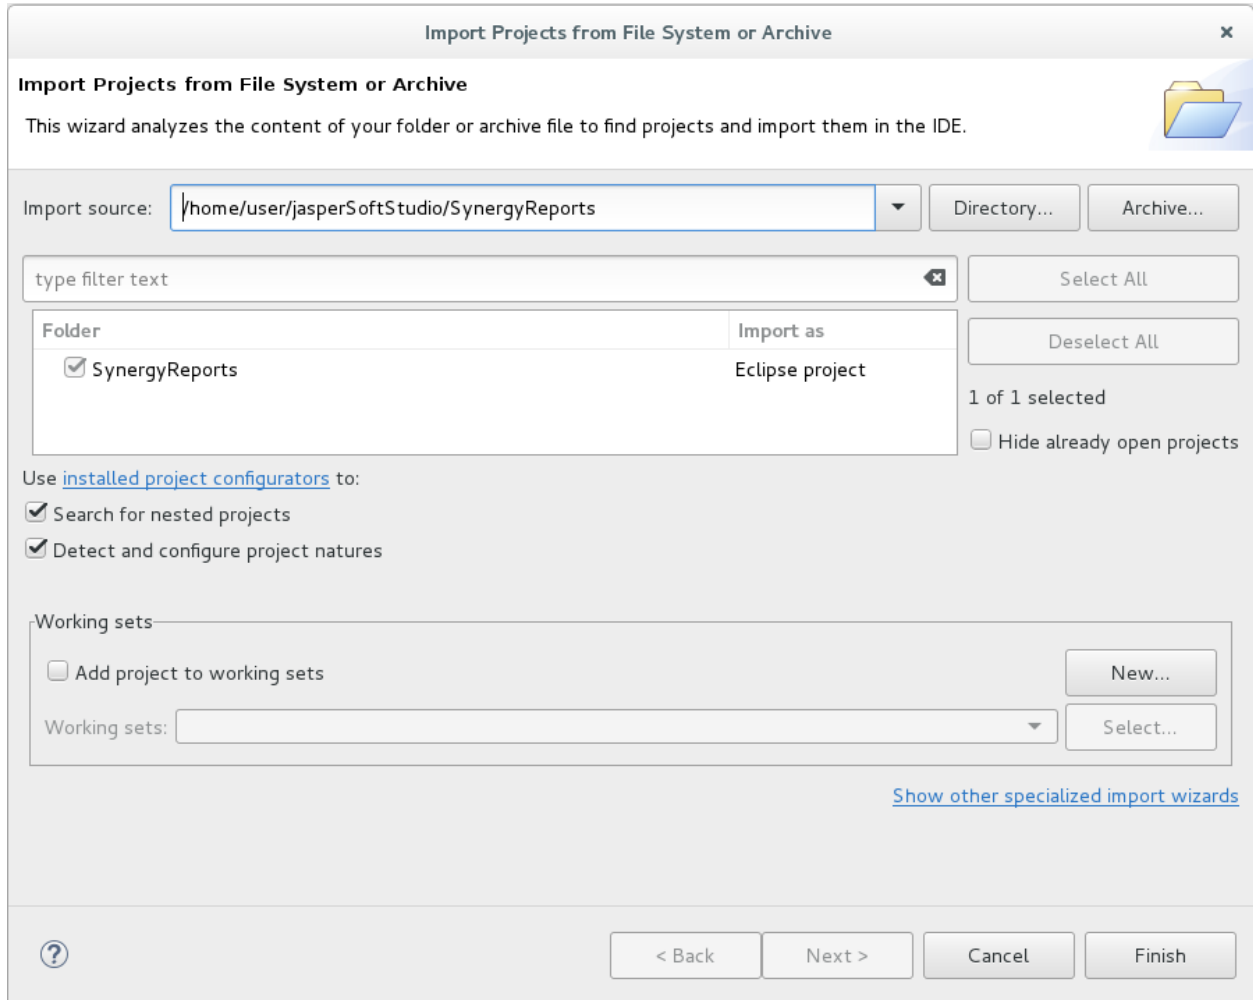 Import Projects from File System or Archive
Import Projects from File System or Archive
This wizard analyzes the content of your folder or archive file to find projects and import them in the IDE.
Import source: /home/user/jasperSoftStudio/SynergyReports Directory... Archive...
type filter text Select All
Folder Import as
Deselect All
SynergyReports Eclipse project
1 of 1 selected
Hide already open projects
Use installed project configurators to:
Search for nested projects
Detect and configure project natures
Working sets
Add project to working sets New...
Working sets: Select...
Show other specialized import wizards
< Back Next > Cancel Finish